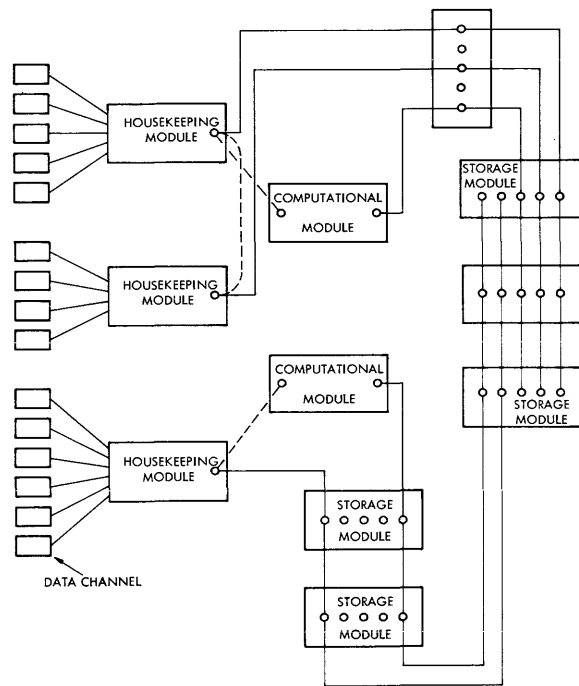 HOUSEKEEPING
MODULE
STORAGE
MODULE
COMPUTATIONAL
MODULE
HOUSEKEEPING
MODULE
COMPUTATIONAL
MODULE
STORAGE
MODULE
HOUSEKEEPING
MODULE
STORAGE
MODULE
DATA CHANNEL
STORAGE
MODULE